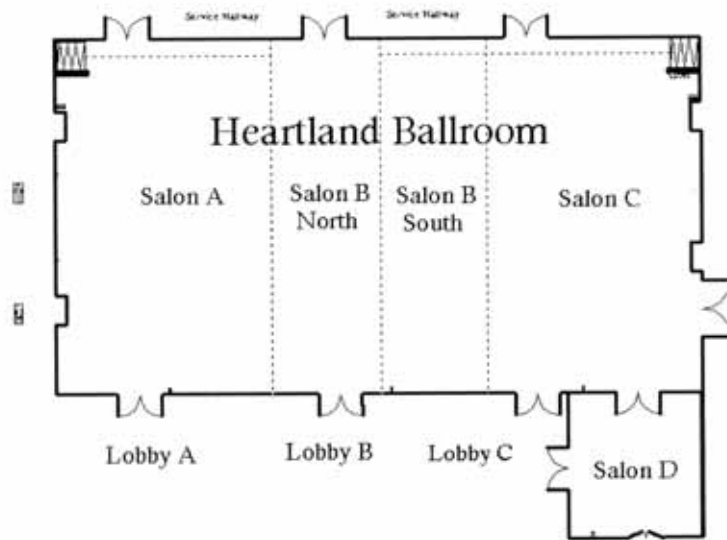 Service Hallway Service Hallway
Heartland Ballroom
Salon A
Salon B
North
Salon B
South
Salon C
Lobby A
Lobby B
Lobby C
Salon D